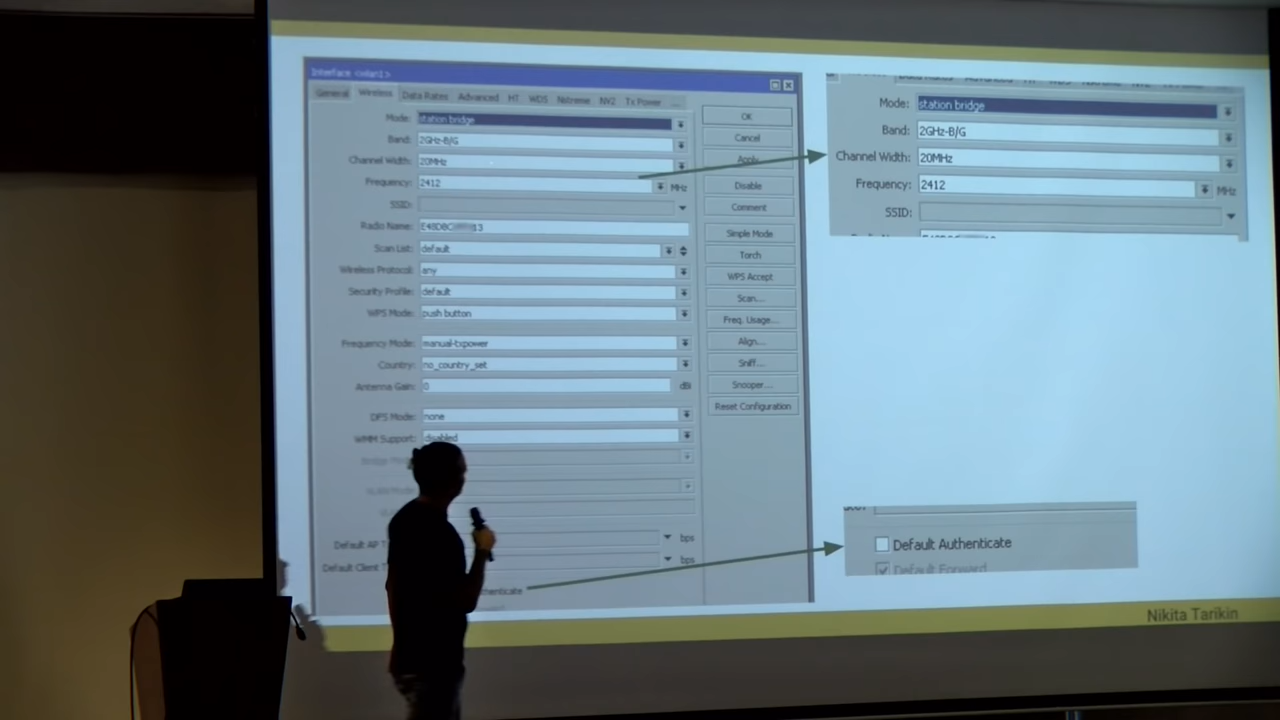 Interface <wlan1>
General Wireless Data Rates Advanced HT WDS Nstreme NV2 Tx Power ...
Mode: station bridge
Band: 2GHz-B/G
Channel Width: 20MHz
Frequency: 2412 MHz
SSID:
Radio Name: E48D8C 13
Scan List: default
Wireless Protocol: any
Security Profile: default
WPS Mode: push button
Frequency Mode: manual-txpower
Country: no_country_set
Antenna Gain: 0 dBi
DFS Mode: none
WMM Support: disabled
Default AP T bps
Default Client T bps
henticate
OK
Cancel
Apply
Disable
Comment
Simple Mode
Torch
WPS Accept
Scan...
Freq. Usage...
Align...
Sniff...
Snooper...
Reset Configuration
Mode: station bridge
Band: 2GHz-B/G
Channel Width: 20MHz
Frequency: 2412 MHz
SSID:
Default Authenticate
Default Forward
Nikita Tarikin